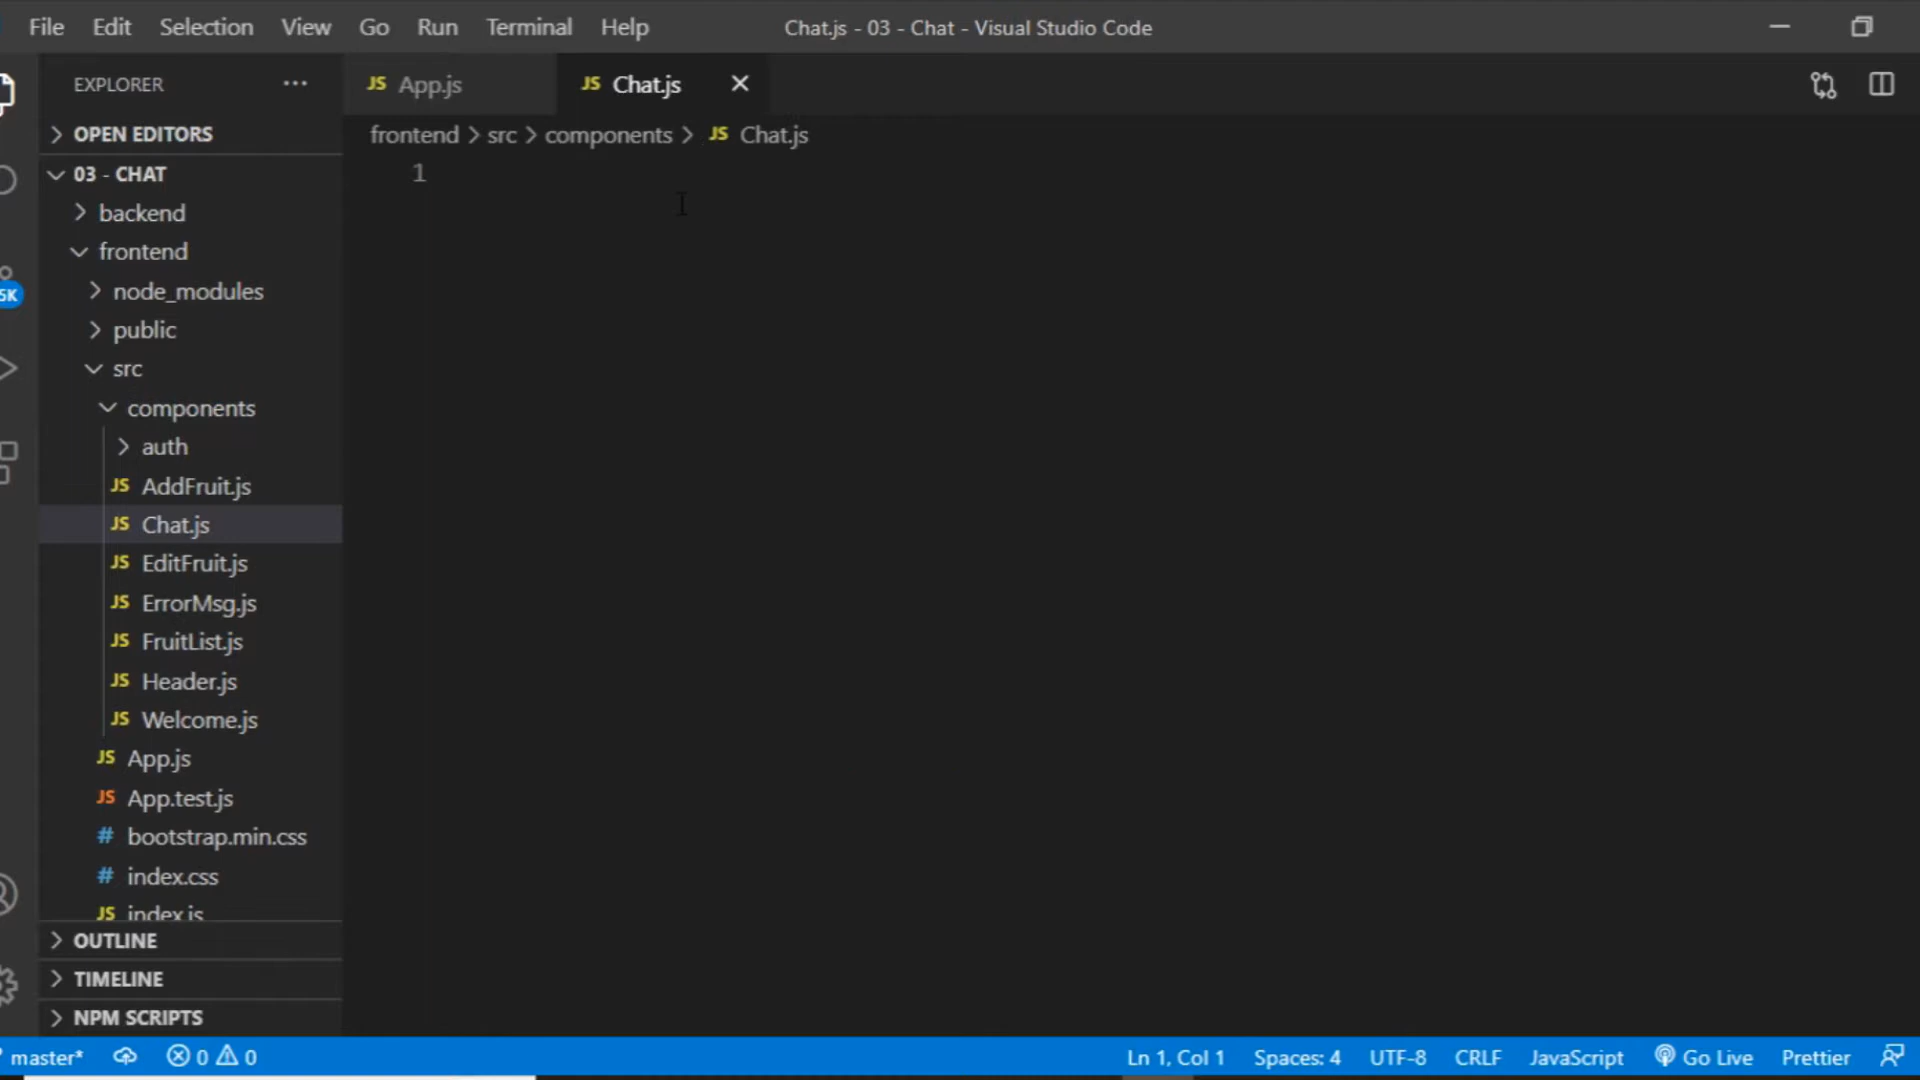 File Edit Selection View Go Run Terminal Help Chat.js - 03 - Chat - Visual Studio Code
EXPLORER
JS App.js JS Chat.js
OPEN EDITORS
frontend > src > components > JS Chat.js
03 - CHAT
1
backend
frontend
node_modules
public
src
components
auth
JS AddFruit.js
JS Chat.js
JS EditFruit.js
5K
JS ErrorMsg.js
JS FruitList.js
JS Header.js
JS Welcome.js
JS App.js
JS App.test.js
# bootstrap.min.css
# index.css
JS index.js
OUTLINE
TIMELINE
NPM SCRIPTS
master* 0 0 Ln 1, Col 1 Spaces: 4 UTF-8 CRLF JavaScript Go Live Prettier